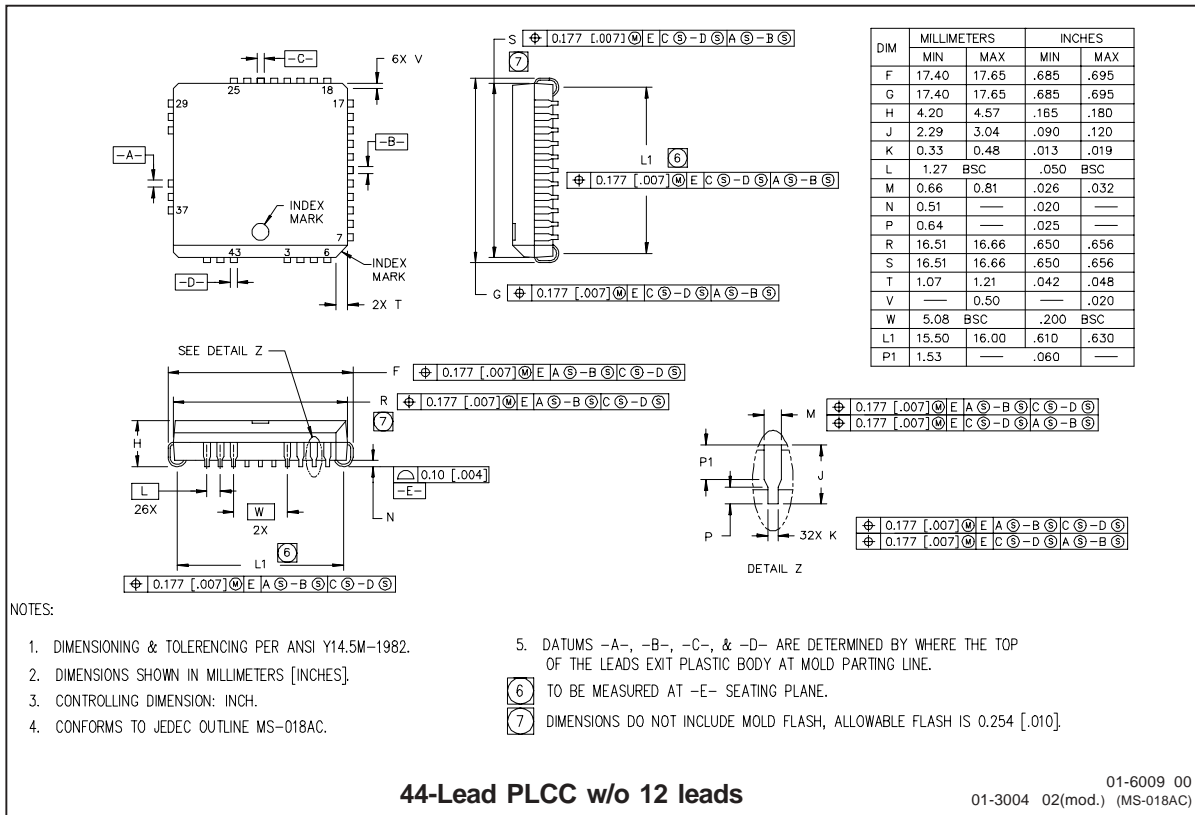 S ⌖ 0.177 [.007] Ⓜ E C Ⓢ -D Ⓢ A Ⓢ -B Ⓢ
7
-C-
6X V
25
18
29
17
-B-
-A-
37
INDEX
MARK
7
43
3
6
INDEX
MARK
-D-
2X T
L1 6
⌖ 0.177 [.007] Ⓜ E C Ⓢ -D Ⓢ A Ⓢ -B Ⓢ
G ⌖ 0.177 [.007] Ⓜ E C Ⓢ -D Ⓢ A Ⓢ -B Ⓢ
DIM MILLIMETERS INCHES
MIN MAX MIN MAX
F 17.40 17.65 .685 .695
G 17.40 17.65 .685 .695
H 4.20 4.57 .165 .180
J 2.29 3.04 .090 .120
K 0.33 0.48 .013 .019
L 1.27 BSC .050 BSC
M 0.66 0.81 .026 .032
N 0.51 — .020 —
P 0.64 — .025 —
R 16.51 16.66 .650 .656
S 16.51 16.66 .650 .656
T 1.07 1.21 .042 .048
V — 0.50 — .020
W 5.08 BSC .200 BSC
L1 15.50 16.00 .610 .630
P1 1.53 — .060 —
SEE DETAIL Z
F ⌖ 0.177 [.007] Ⓜ E A Ⓢ -B Ⓢ C Ⓢ -D Ⓢ
R ⌖ 0.177 [.007] Ⓜ E A Ⓢ -B Ⓢ C Ⓢ -D Ⓢ
7
H
⌓ 0.10 [.004]
-E-
L
26X
W
2X
N
L1 6
⌖ 0.177 [.007] Ⓜ E A Ⓢ -B Ⓢ C Ⓢ -D Ⓢ
M ⌖ 0.177 [.007] Ⓜ E A Ⓢ -B Ⓢ C Ⓢ -D Ⓢ
⌖ 0.177 [.007] Ⓜ E C Ⓢ -D Ⓢ A Ⓢ -B Ⓢ
P1
J
P
32X K
⌖ 0.177 [.007] Ⓜ E A Ⓢ -B Ⓢ C Ⓢ -D Ⓢ
⌖ 0.177 [.007] Ⓜ E C Ⓢ -D Ⓢ A Ⓢ -B Ⓢ
DETAIL Z
NOTES:
1. DIMENSIONING & TOLERENCING PER ANSI Y14.5M-1982.
2. DIMENSIONS SHOWN IN MILLIMETERS [INCHES].
3. CONTROLLING DIMENSION: INCH.
4. CONFORMS TO JEDEC OUTLINE MS-018AC.
5. DATUMS -A-, -B-, -C-, & -D- ARE DETERMINED BY WHERE THE TOP
OF THE LEADS EXIT PLASTIC BODY AT MOLD PARTING LINE.
6 TO BE MEASURED AT -E- SEATING PLANE.
7 DIMENSIONS DO NOT INCLUDE MOLD FLASH, ALLOWABLE FLASH IS 0.254 [.010].
44-Lead PLCC w/o 12 leads
01-6009 00
01-3004 02(mod.) (MS-018AC)